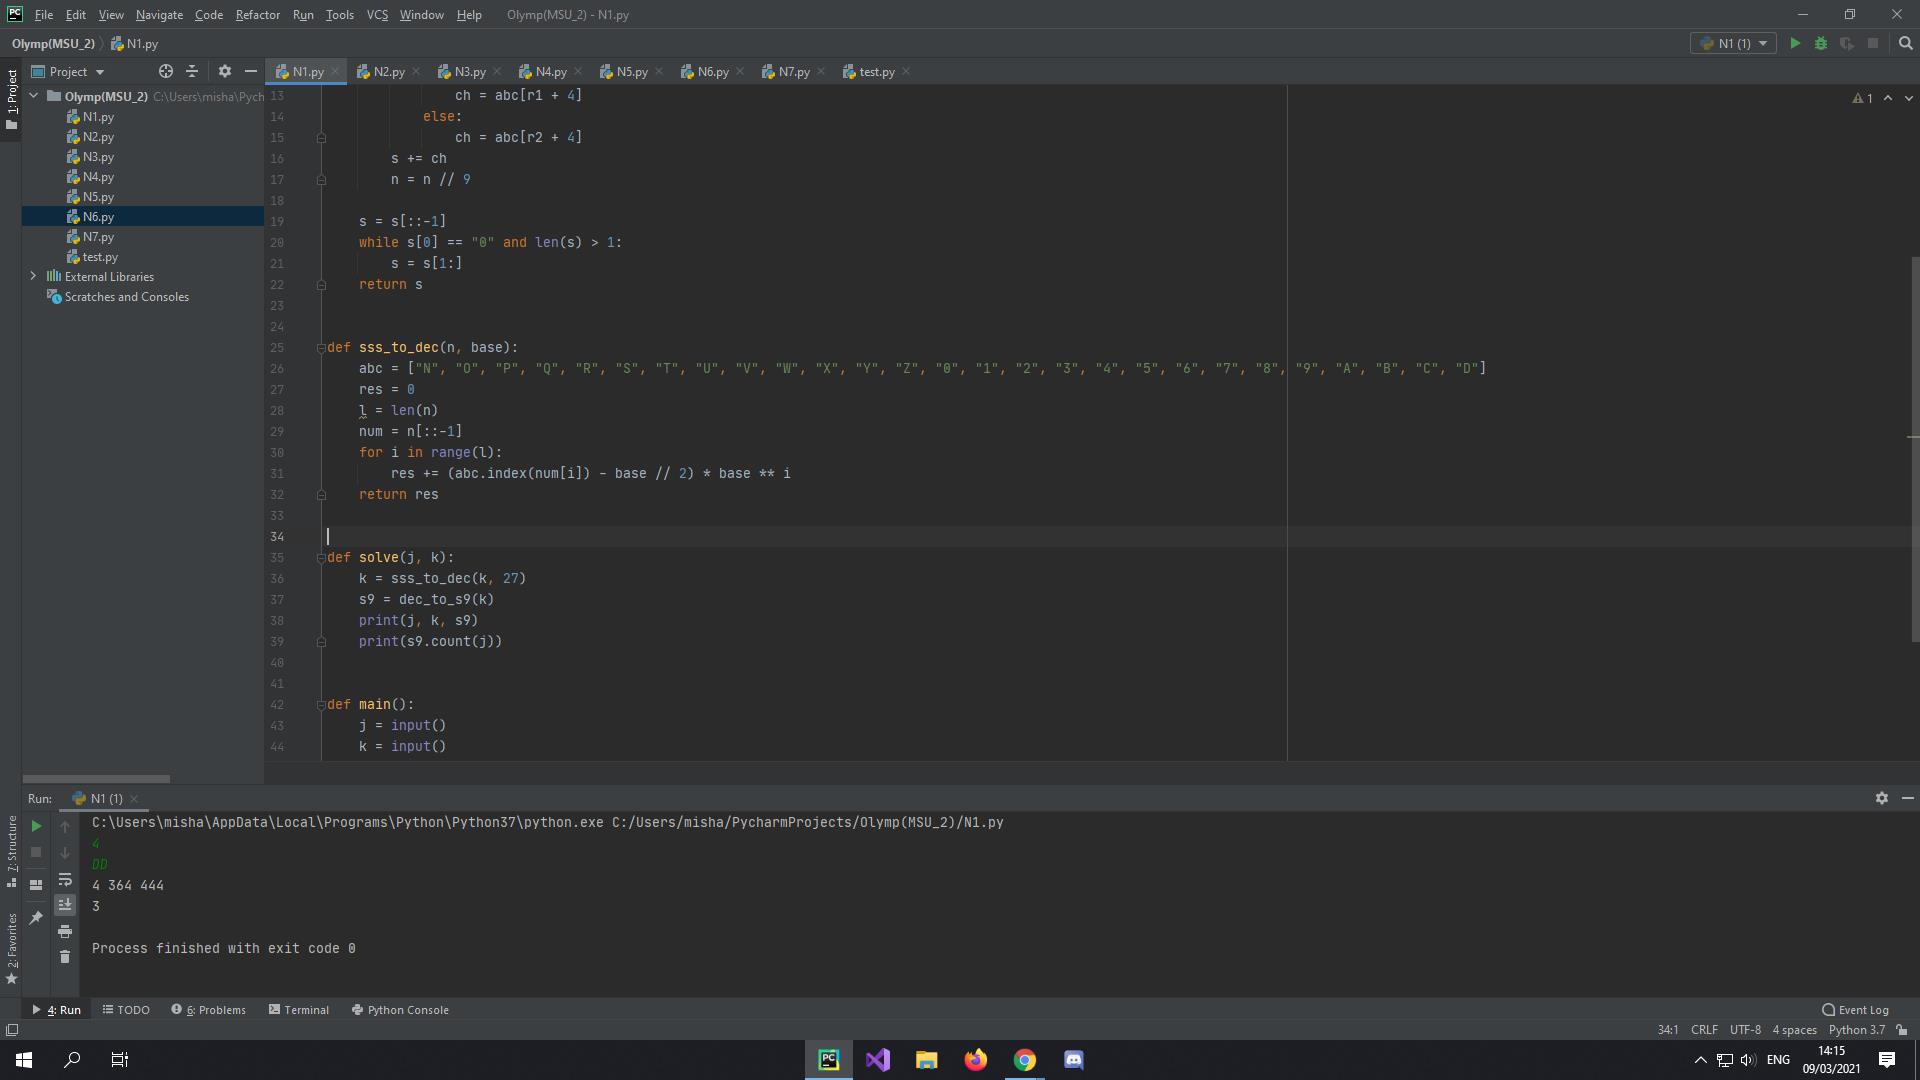 PC File Edit View Navigate Code Refactor Run Tools VCS Window Help Olymp(MSU_2) - N1.py
Olymp(MSU_2) N1.py N1 (1)
1: Project
Project
N1.py N2.py N3.py N4.py N5.py N6.py N7.py test.py
Olymp(MSU_2) C:\Users\misha\Pych
N1.py
N2.py
N3.py
N4.py
N5.py
N6.py
N7.py
test.py
External Libraries
Scratches and Consoles
1
13 ch = abc[r1 + 4]
14 else:
15 ch = abc[r2 + 4]
16 s += ch
17 n = n // 9
18
19 s = s[::-1]
20 while s[0] == "0" and len(s) > 1:
21 s = s[1:]
22 return s
23
24
25 def sss_to_dec(n, base):
26 abc = ["N", "O", "P", "Q", "R", "S", "T", "U", "V", "W", "X", "Y", "Z", "0", "1", "2", "3", "4", "5", "6", "7", "8", "9", "A", "B", "C", "D"]
27 res = 0
28 l = len(n)
29 num = n[::-1]
30 for i in range(l):
31 res += (abc.index(num[i]) - base // 2) * base ** i
32 return res
33
34
35 def solve(j, k):
36 k = sss_to_dec(k, 27)
37 s9 = dec_to_s9(k)
38 print(j, k, s9)
39 print(s9.count(j))
40
41
42 def main():
43 j = input()
44 k = input()
Run: N1 (1)
C:\Users\misha\AppData\Local\Programs\Python\Python37\python.exe C:/Users/misha/PycharmProjects/Olymp(MSU_2)/N1.py
4
DD
4 364 444
3
Process finished with exit code 0
7: Structure
2: Favorites
4: Run TODO 6: Problems Terminal Python Console Event Log
34:1 CRLF UTF-8 4 spaces Python 3.7
PC ENG 14:15
09/03/2021